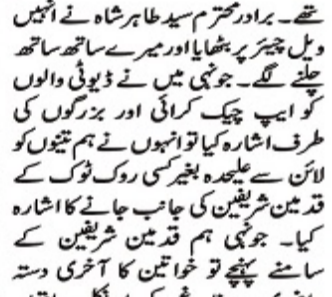 تھے۔ برادر محترم سید طاہر شاہ نے انہیں
ویل چیئر پر بٹھایا اور میرے ساتھ ساتھ
چلنے لگے۔ جونہی میں نے ڈیوٹی والوں
کو ایپ چیک کرائی اور بزرگوں کی
طرف اشارہ کیا تو انہوں نے ہم تینوں کو
لائن سے علیحدہ بغیر کسی روک ٹوک کے
قدمین شریفین کی جانب جانے کا اشارہ
کیا۔ جونہی ہم قدمین شریفین کے
سامنے پہنچے تو خواتین کا آخری دستہ